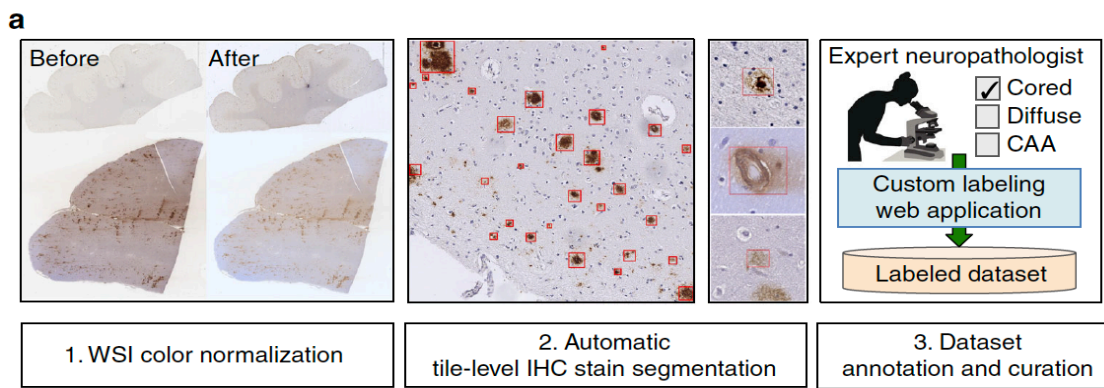 a
Before
After
Expert neuropathologist
✓ Cored
Diffuse
CAA
Custom labeling
web application
Labeled dataset
1. WSI color normalization
2. Automatic
tile-level IHC stain segmentation
3. Dataset
annotation and curation